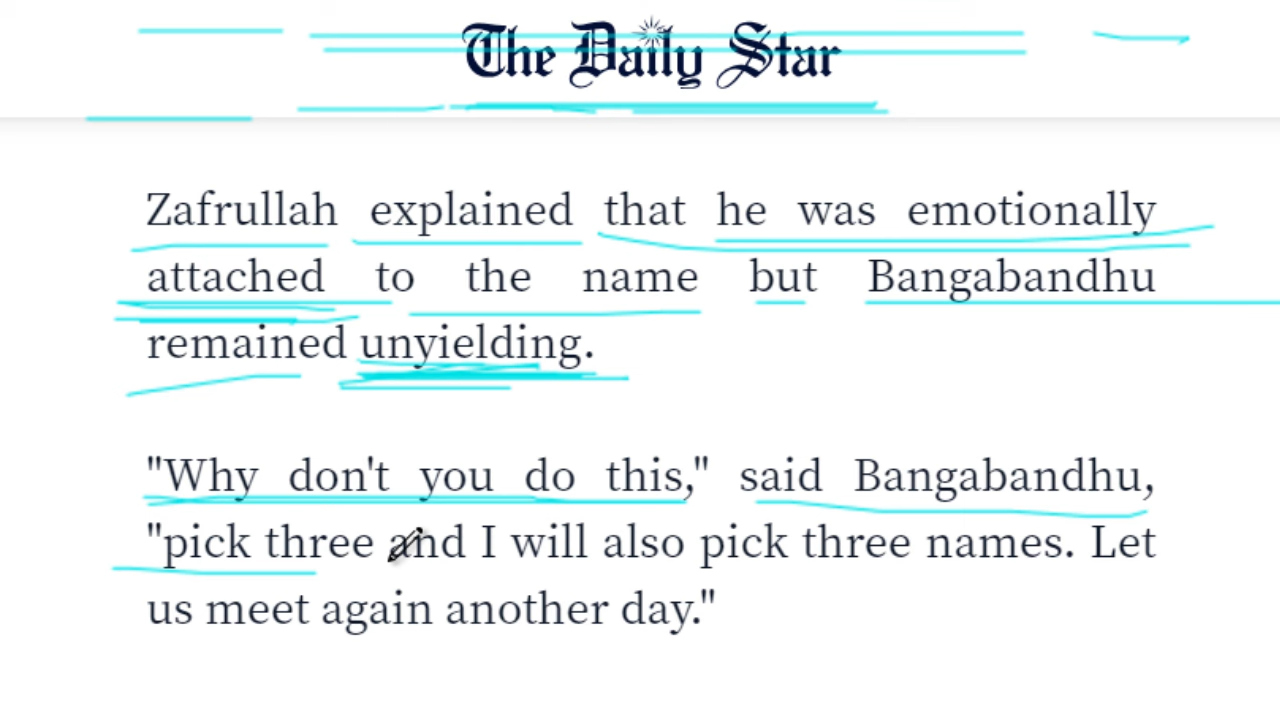 The Daily Star
Zafrullah explained that he was emotionally
attached to the name but Bangabandhu
remained unyielding.
"Why don't you do this," said Bangabandhu,
"pick three and I will also pick three names. Let
us meet again another day."